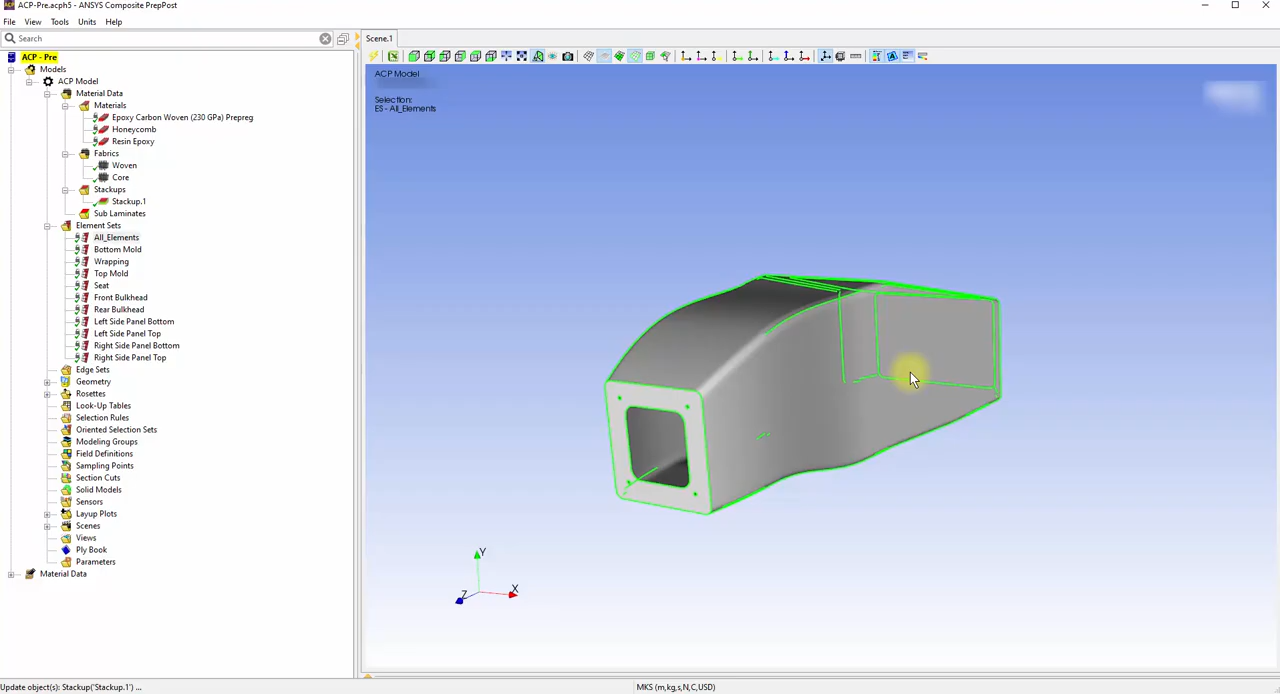 ACP-Pre.acph5 - ANSYS Composite PrepPost
File View Tools Units Help
Search
Scene.1
ACP - Pre
Models
ACP Model
Material Data
Materials
Epoxy Carbon Woven (230 GPa) Prepreg
Honeycomb
Resin Epoxy
Fabrics
Woven
Core
Stackups
Stackup.1
Sub Laminates
Element Sets
All_Elements
Bottom Mold
Wrapping
Top Mold
Seat
Front Bulkhead
Rear Bulkhead
Left Side Panel Bottom
Left Side Panel Top
Right Side Panel Bottom
Right Side Panel Top
Edge Sets
Geometry
Rosettes
Look-Up Tables
Selection Rules
Oriented Selection Sets
Modeling Groups
Field Definitions
Sampling Points
Section Cuts
Solid Models
Sensors
Layup Plots
Scenes
Views
Ply Book
Parameters
Material Data
ACP Model
Selection:
ES - All_Elements
Y
X
Z
Update object(s): Stackup('Stackup.1') ...
MKS (m,kg,s,N,C,USD)